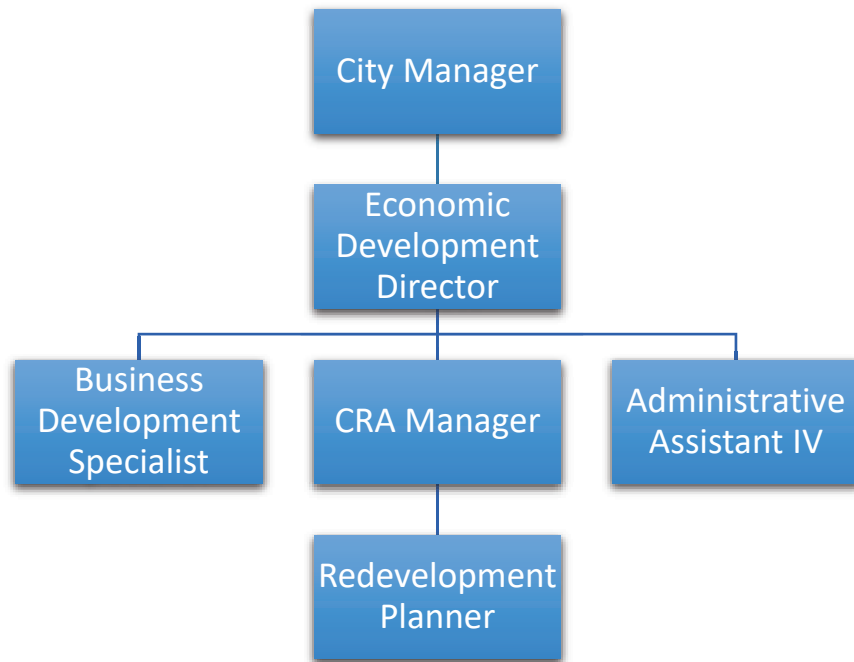 City Manager
Economic
Development
Director
Business
Development
Specialist
CRA Manager
Administrative
Assistant IV
Redevelopment
Planner